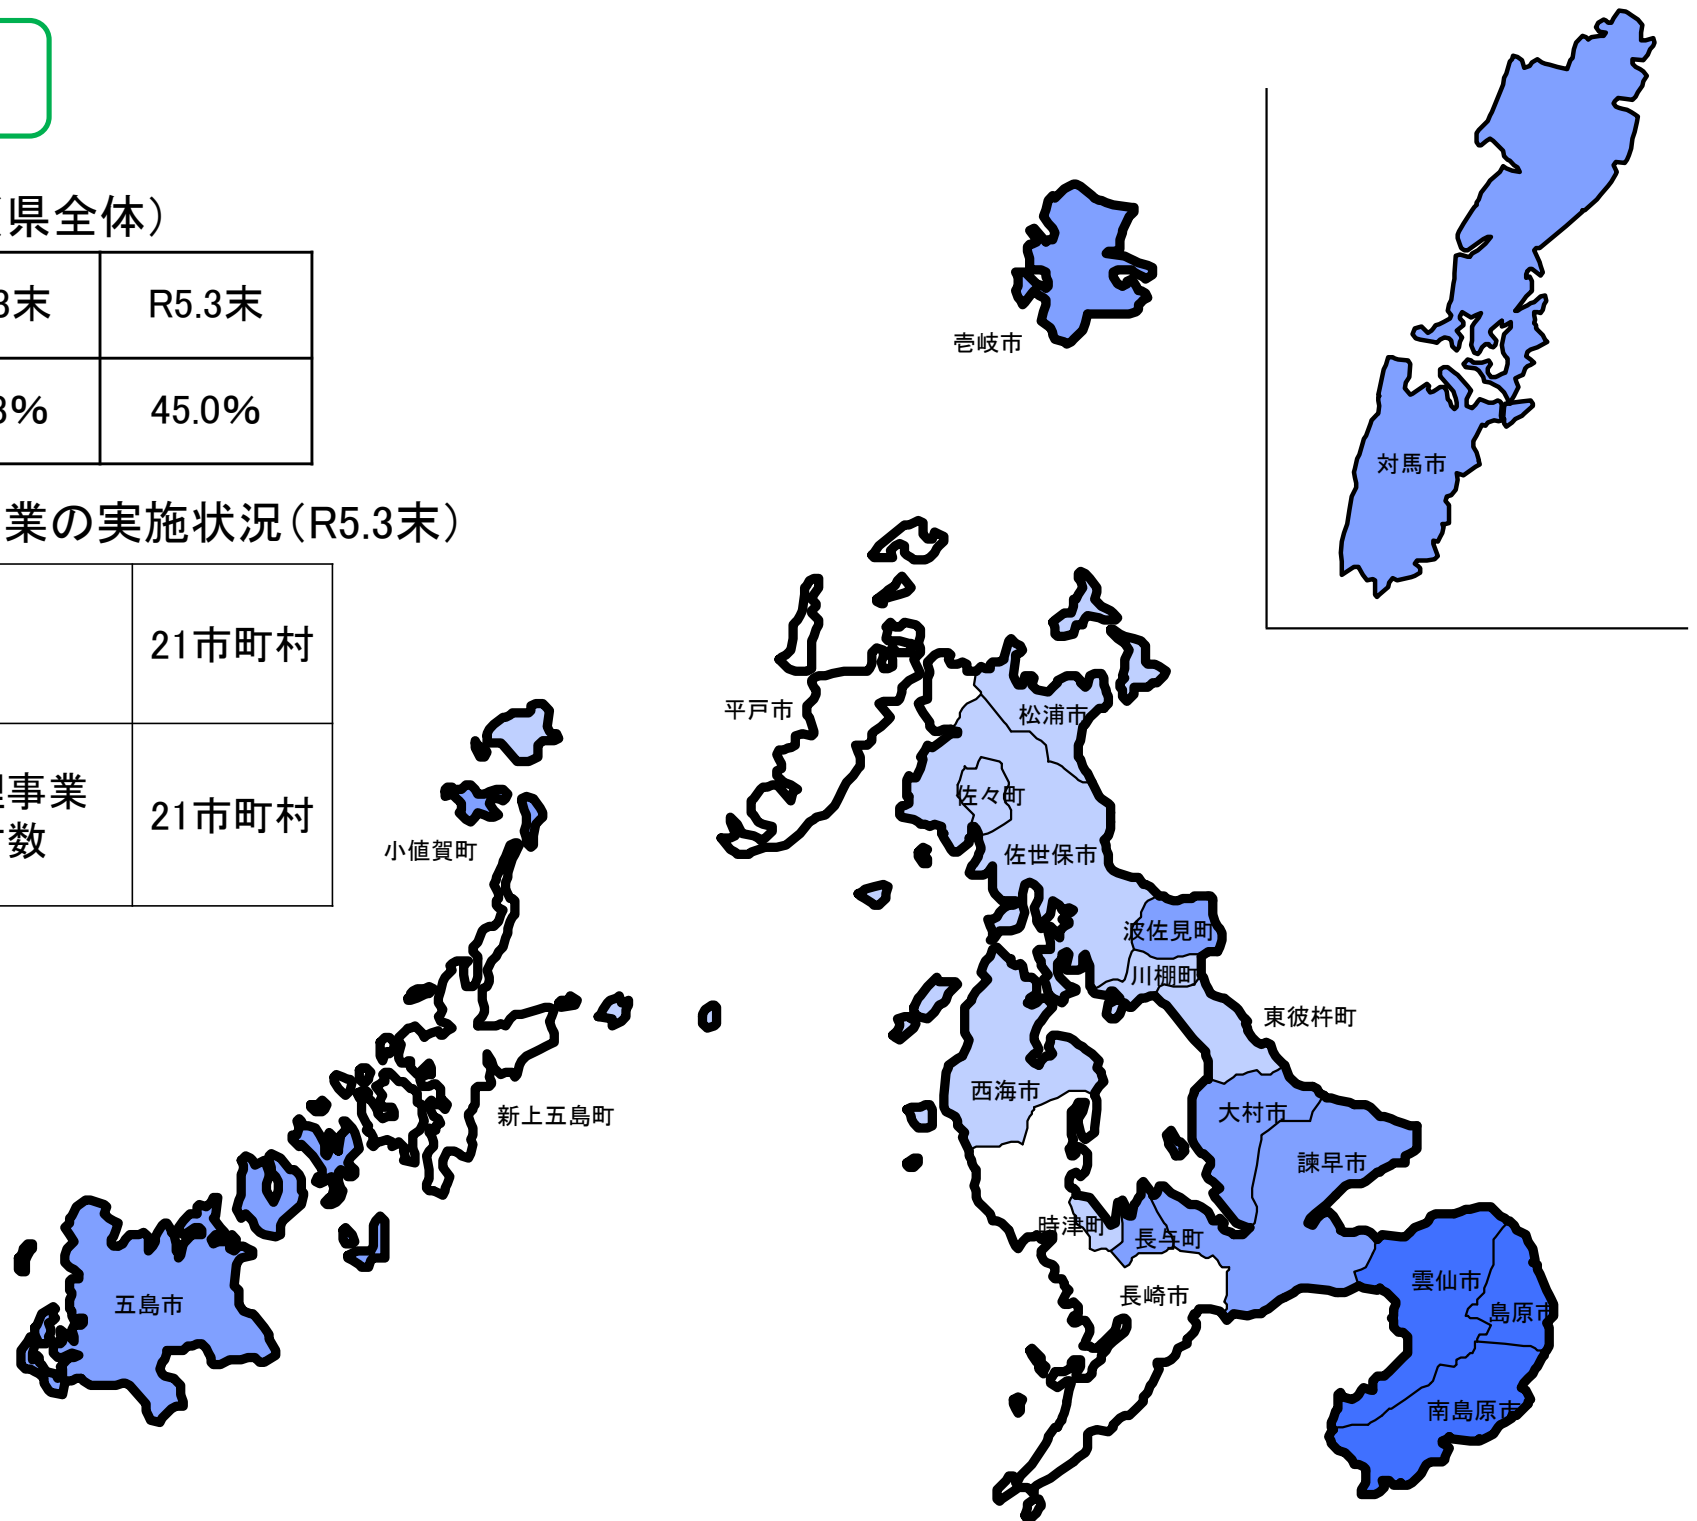 県全体）
3末
R5.3末
3%
45.0%
業の実施状況（R5.3末）
21市町村
理事業
数
21市町村
壱岐市
対馬市
平戸市
松浦市
佐々町
小値賀町
佐世保市
波佐見町
川棚町
東彼杵町
西海市
新上五島町
大村市
諫早市
時津町
長与町
五島市
長崎市
雲仙市
島原市
南島原市